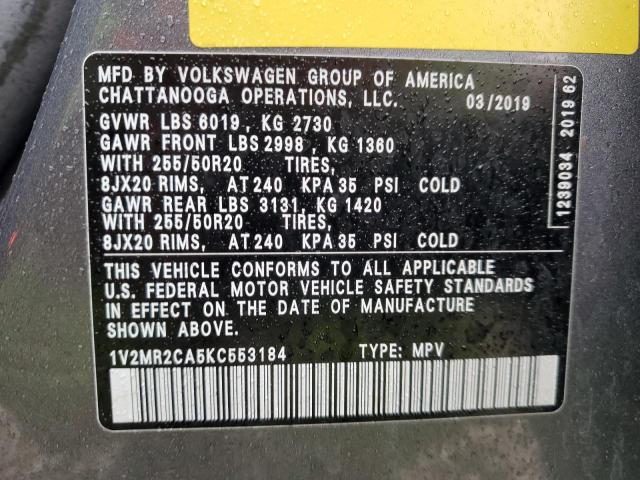 MFD BY VOLKSWAGEN GROUP OF AMERICA
CHATTANOOGA OPERATIONS, LLC. 03/2019
GVWR LBS 6019, KG 2730
GAWR FRONT LBS 2998, KG 1360
WITH 255/50R20 TIRES,
8JX20 RIMS, AT 240 KPA 35 PSI COLD
GAWR REAR LBS 3131, KG 1420
WITH 255/50R20 TIRES,
8JX20 RIMS, AT 240 KPA 35 PSI COLD
1239034 2019 62
THIS VEHICLE CONFORMS TO ALL APPLICABLE
U.S. FEDERAL MOTOR VEHICLE SAFETY STANDARDS
IN EFFECT ON THE DATE OF MANUFACTURE
SHOWN ABOVE.
1V2MR2CA5KC553184 TYPE: MPV